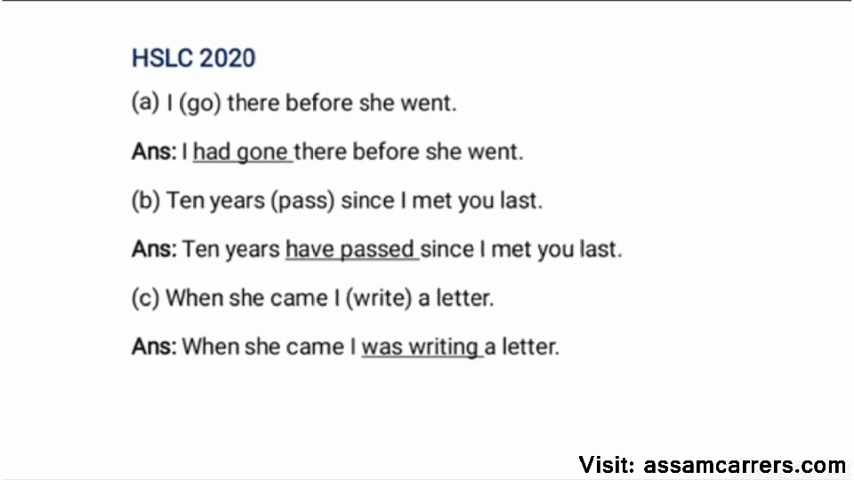 HSLC 2020
(a) I (go) there before she went.
Ans: I had gone there before she went.
(b) Ten years (pass) since I met you last.
Ans: Ten years have passed since I met you last.
(c) When she came I (write) a letter.
Ans: When she came I was writing a letter.
Visit: assamcarrers.com